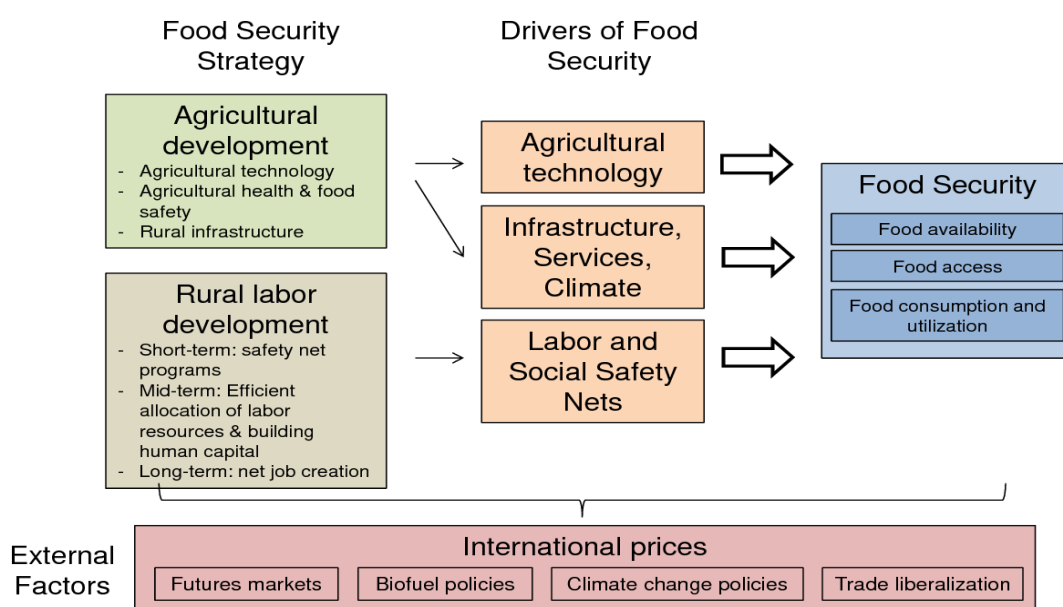 Food Security
Strategy
Drivers of Food
Security
Agricultural
development
- Agricultural technology
- Agricultural health & food
safety
- Rural infrastructure
Rural labor
development
- Short-term: safety net
programs
- Mid-term: Efficient
allocation of labor
resources & building
human capital
- Long-term: net job creation
Agricultural
technology
Infrastructure,
Services,
Climate
Labor and
Social Safety
Nets
Food Security
Food availability
Food access
Food consumption and
utilization
External
Factors
International prices
Futures markets
Biofuel policies
Climate change policies
Trade liberalization